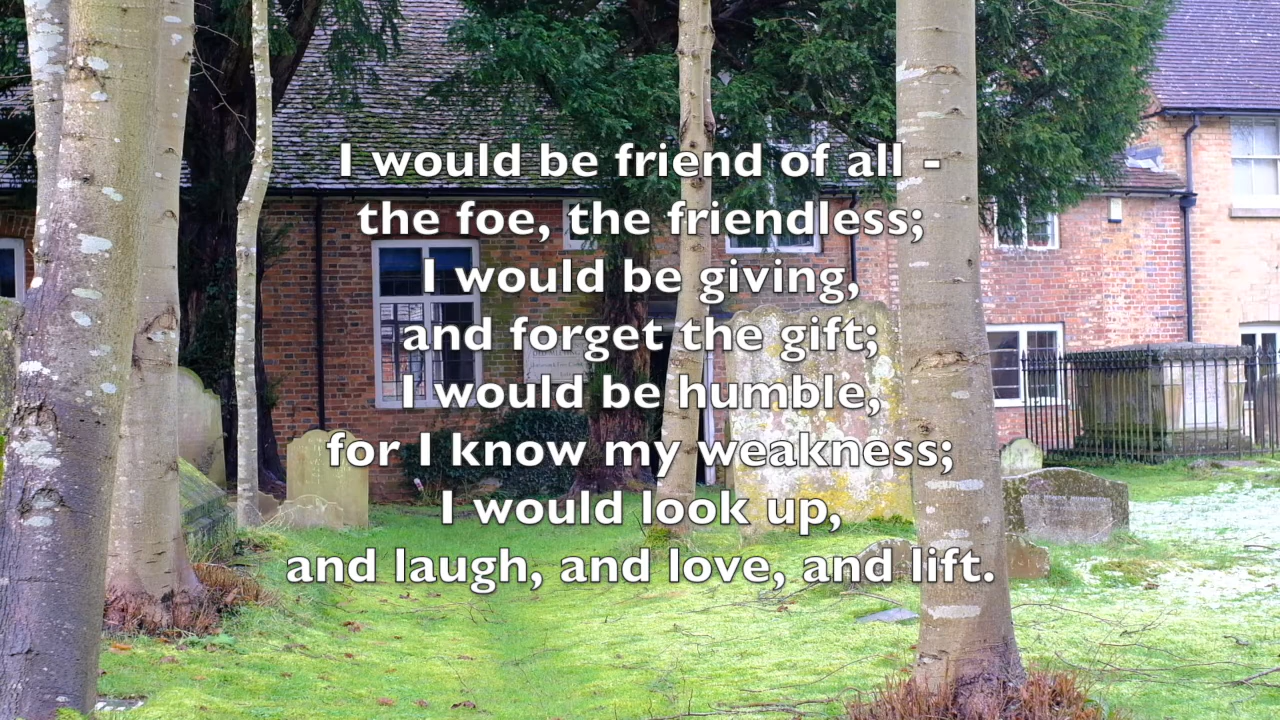 I would be friend of all -
the foe, the friendless;
I would be giving,
and forget the gift;
I would be humble,
for I know my weakness;
I would look up,
and laugh, and love, and lift.